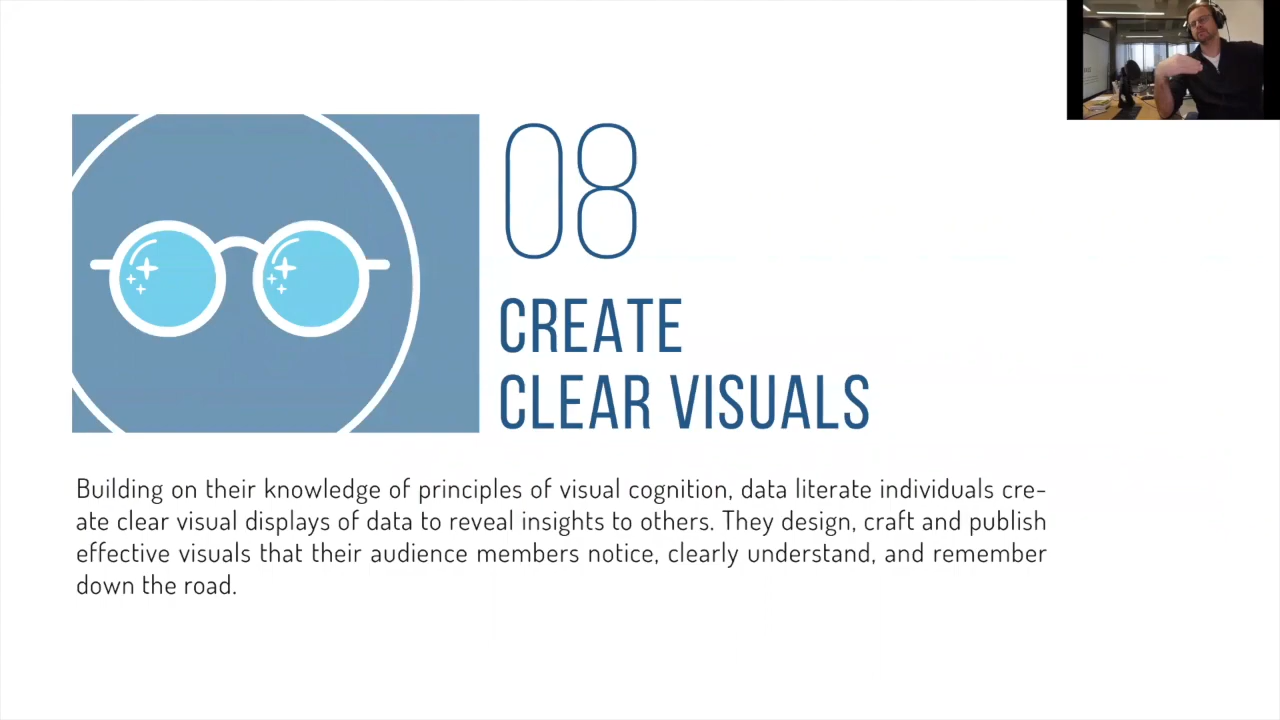 08
CREATE
CLEAR VISUALS
Building on their knowledge of principles of visual cognition, data literate individuals cre-
ate clear visual displays of data to reveal insights to others. They design, craft and publish
effective visuals that their audience members notice, clearly understand, and remember
down the road.